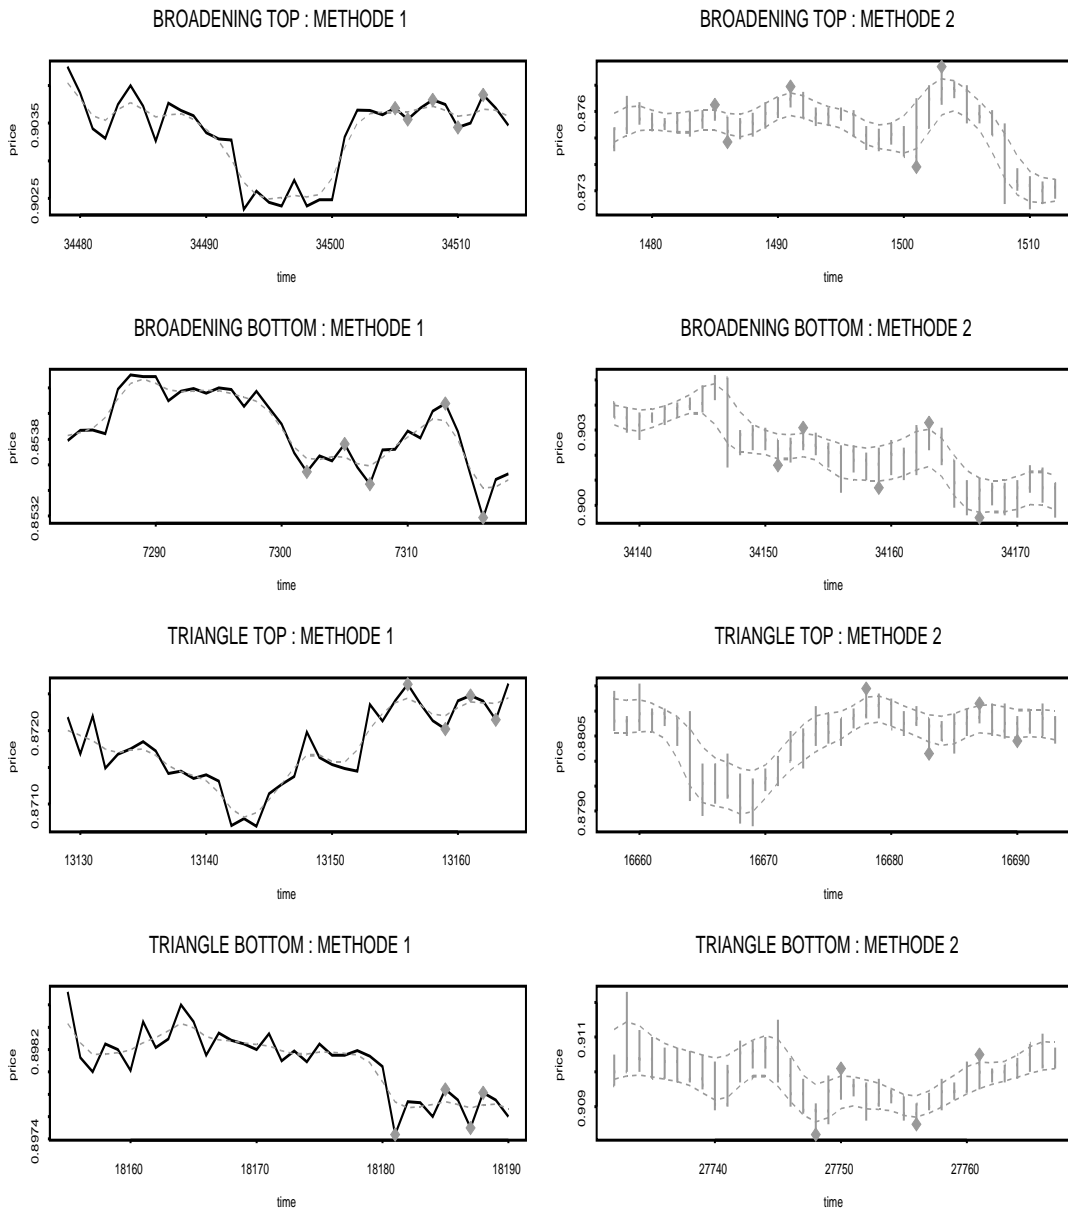 BROADENING TOP : METHODE 1
price
0.9035
0.9025
34480 34490 34500 34510
time
BROADENING TOP : METHODE 2
price
0.876
0.873
1480 1490 1500 1510
time
BROADENING BOTTOM : METHODE 1
price
0.8538
0.8532
7290 7300 7310
time
BROADENING BOTTOM : METHODE 2
price
0.903
0.900
34140 34150 34160 34170
time
TRIANGLE TOP : METHODE 1
price
0.8720
0.8710
13130 13140 13150 13160
time
TRIANGLE TOP : METHODE 2
price
0.8805
0.8790
16660 16670 16680 16690
time
TRIANGLE BOTTOM : METHODE 1
price
0.8982
0.8974
18160 18170 18180 18190
time
TRIANGLE BOTTOM : METHODE 2
price
0.911
0.909
27740 27750 27760
time